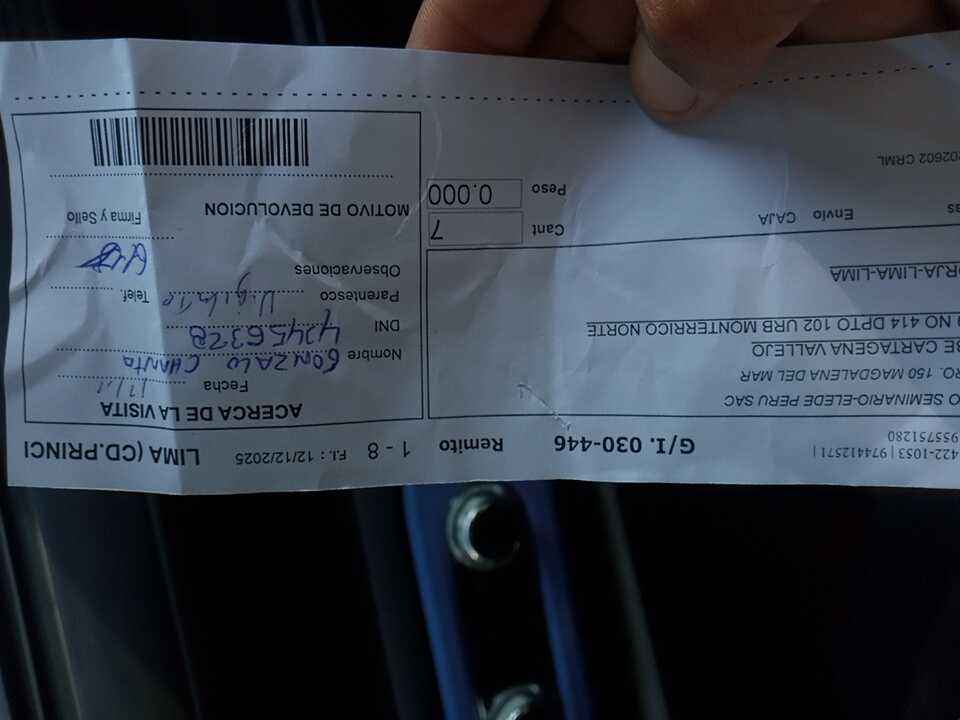 422-1053 | 974412571 |
955751280
G/I. 030-446 Remito 1 - 8 F.I. : 12/12/2025 LIMA (CD.PRINCI
O SEMINARIO-ELEDE PERU SAC
RO. 150 MAGDALENA DEL MAR
BE CARTAGENA VALLEJO
NO 414 DPTO 102 URB MONTERRICO NORTE
ORJA-LIMA-LIMA
as Envío CAJA
Cant 7
Peso 0.000
202602 CRML
ACERCA DE LA VISITA
Fecha
Nombre GONZALO
DNI
Parentesco Vigilante Telef.
Observaciones
MOTIVO DE DEVOLUCION Firma y Sello